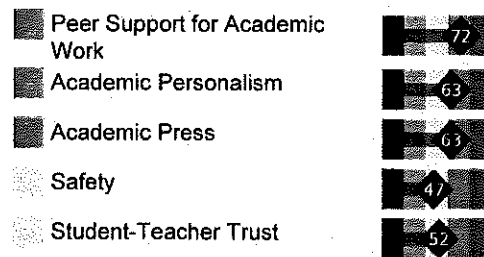 Peer Support for Academic
Work
72
Academic Personalism
63
Academic Press
63
Safety
47
Student-Teacher Trust
52